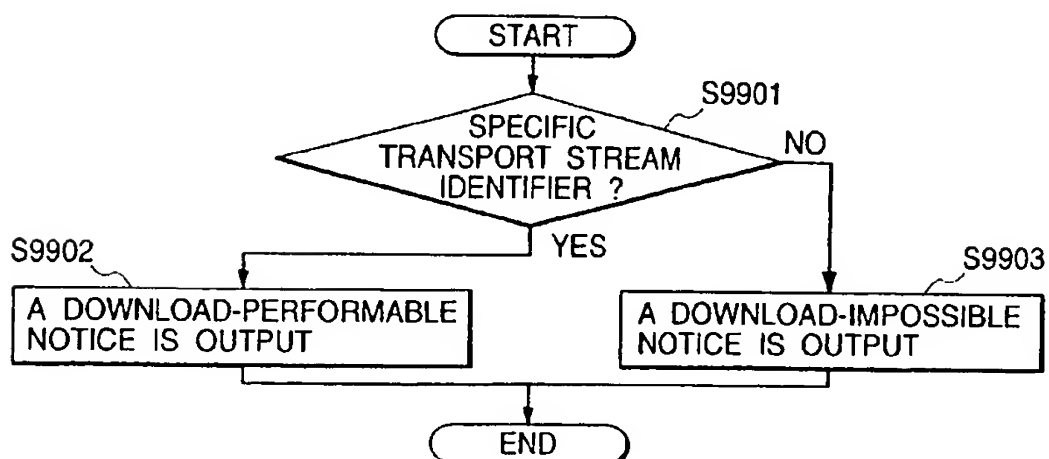 START
S9901
SPECIFIC
TRANSPORT STREAM
IDENTIFIER ?
NO
YES
S9902
A DOWNLOAD-PERFORMABLE
NOTICE IS OUTPUT
S9903
A DOWNLOAD-IMPOSSIBLE
NOTICE IS OUTPUT
END